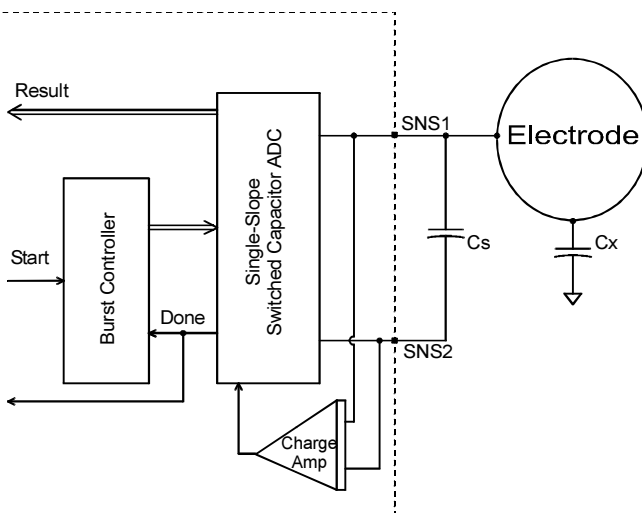 Result
SNS1
Electrode
Single-Slope
Switched Capacitor ADC
Burst Controller
Cs
Cx
Start
Done
SNS2
Charge
Amp